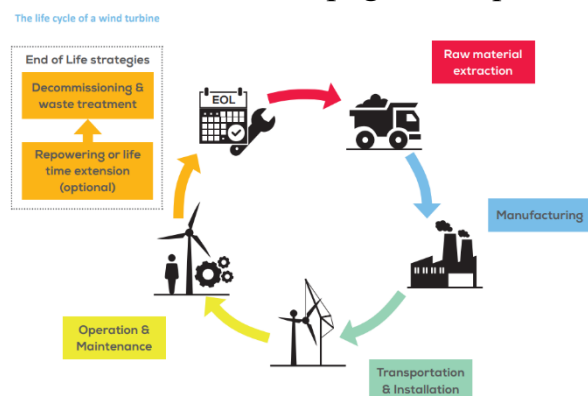 The life cycle of a wind turbine
End of Life strategies
Decommissioning &
waste treatment
Repowering or life
time extension
(optional)
EOL
Raw material
extraction
Manufacturing
Operation &
Maintenance
Transportation
& Installation